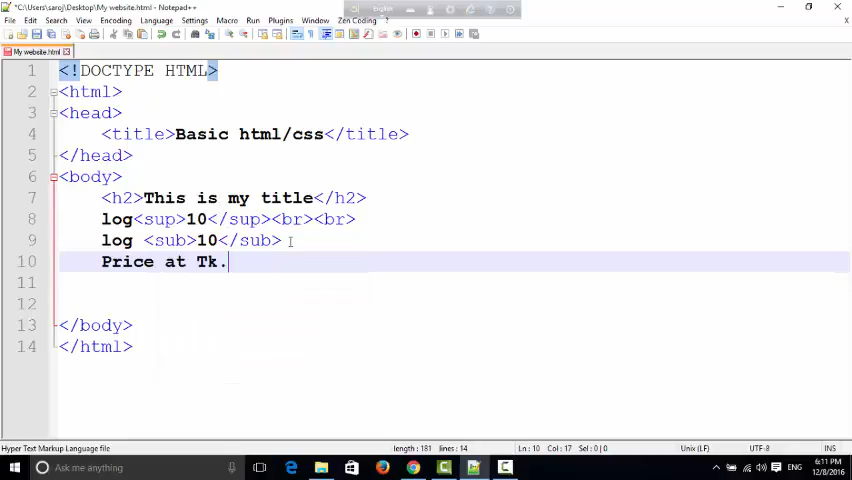 *C:\Users\saroj\Desktop\My website.html - Notepad++
English
File Edit Search View Encoding Language Settings Macro Run Plugins Window Zen Coding ?
My website.html
1 <!DOCTYPE HTML>
2 <html>
3 <head>
4 <title>Basic html/css</title>
5 </head>
6 <body>
7 <h2>This is my title</h2>
8 log<sup>10</sup><br><br>
9 log <sub>10</sub>
10 Price at Tk.
11
12
13 </body>
14 </html>
Hyper Text Markup Language file length : 181 lines : 14 Ln : 10 Col : 17 Sel : 0 | 0 Unix (LF) UTF-8 INS
Ask me anything
ENG
6:11 PM
12/8/2016